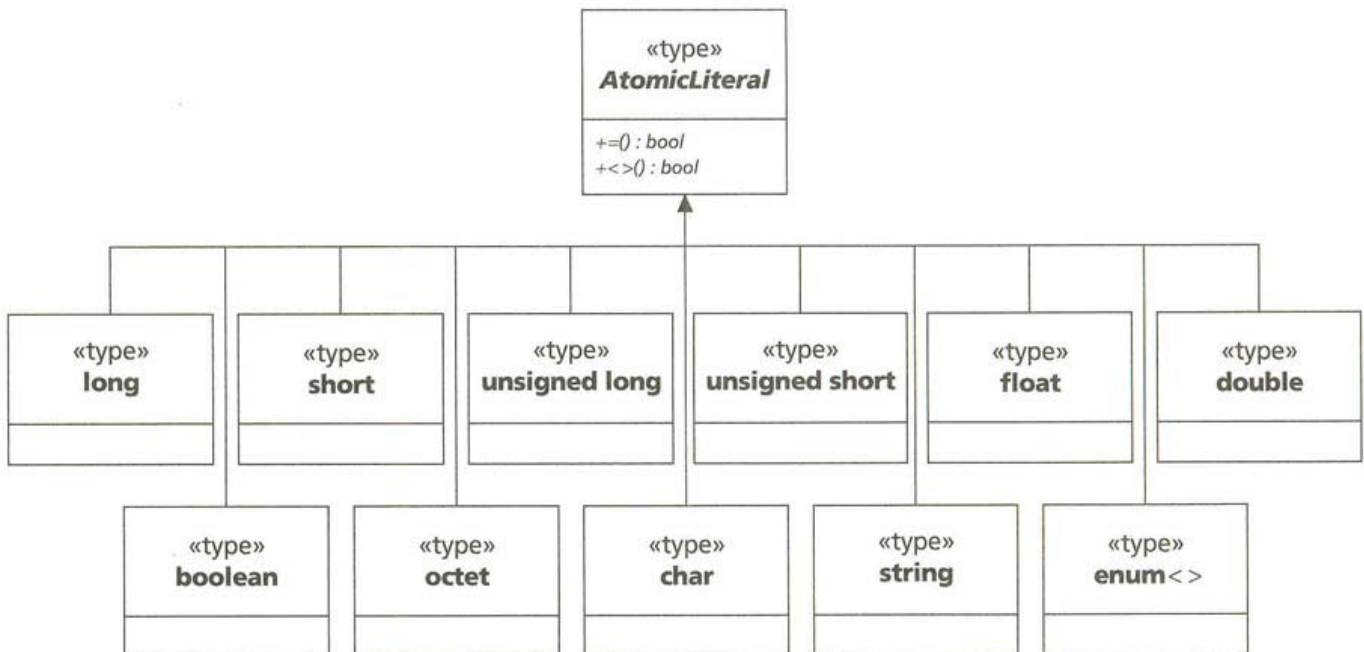 «type»
AtomicLiteral
+=() : bool
+<>() : bool
«type»
long
«type»
short
«type»
unsigned long
«type»
unsigned short
«type»
float
«type»
double
«type»
boolean
«type»
octet
«type»
char
«type»
string
«type»
enum<>